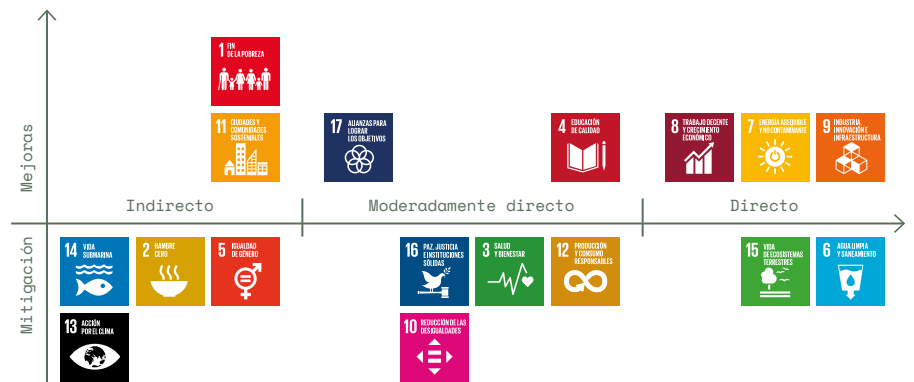 Mejoras
1 FIN
DE LA POBREZA
11 CIUDADES Y
COMUNIDADES
SOSTENIBLES
17 ALIANZAS PARA
LOGRAR
LOS OBJETIVOS
4 EDUCACIÓN
DE CALIDAD
8 TRABAJO DECENTE
Y CRECIMIENTO
ECONÓMICO
7 ENERGÍA ASEQUIBLE
Y NO CONTAMINANTE
9 INDUSTRIA,
INNOVACIÓN E
INFRAESTRUCTURA
Indirecto
Moderadamente directo
Directo
Mitigación
14 VIDA
SUBMARINA
2 HAMBRE
CERO
5 IGUALDAD
DE GÉNERO
16 PAZ, JUSTICIA
E INSTITUCIONES
SÓLIDAS
3 SALUD
Y BIENESTAR
12 PRODUCCIÓN
Y CONSUMO
RESPONSABLES
15 VIDA
DE ECOSISTEMAS
TERRESTRES
6 AGUA LIMPIA
Y SANEAMIENTO
13 ACCIÓN
POR EL CLIMA
10 REDUCCIÓN DE LAS
DESIGUALDADES